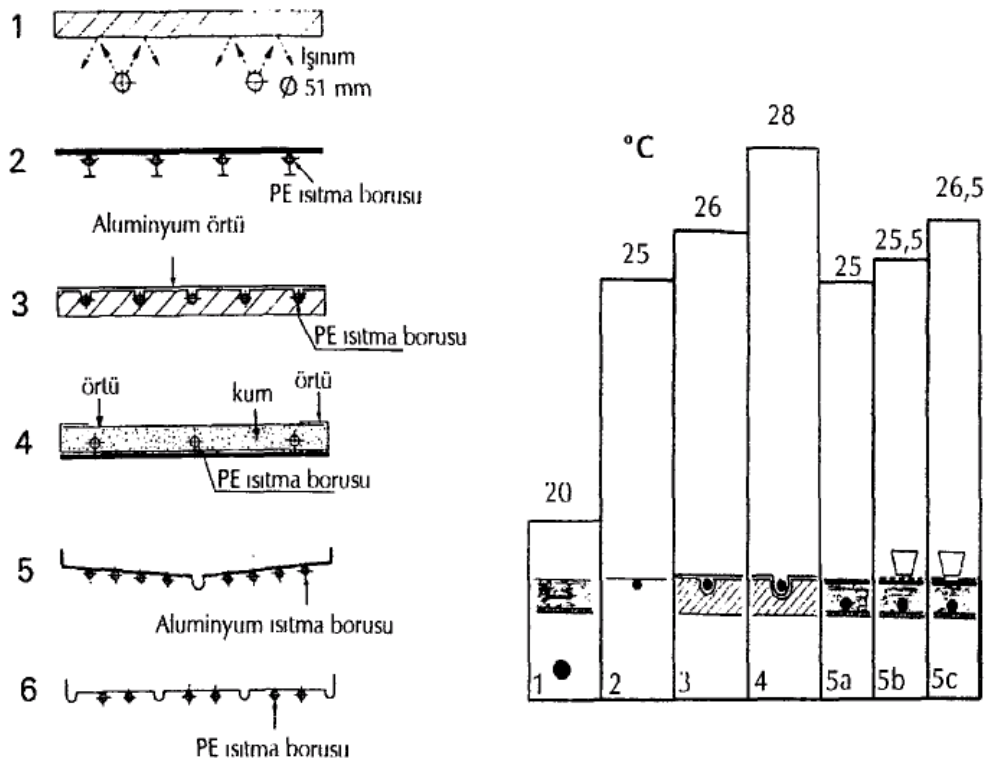 1
Işınım
Ø 51 mm
2
PE ısıtma borusu
Aluminyum örtü
3
PE ısıtma borusu
örtü
kum
örtü
4
PE ısıtma borusu
5
Aluminyum ısıtma borusu
6
PE ısıtma borusu
°C
20
25
26
28
25
25,5
26,5
1
2
3
4
5a
5b
5c